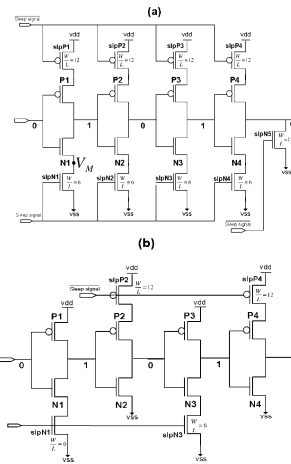 (a)
Sleep signal
vdd vdd vdd vdd
slpP1 slpP2 slpP3 slpP4
W/L=12 W/L=12 W/L=12 W/L=12
P1 P2 P3 P4
0 1 0 1
N1 V_M N2 N3 N4
slpN5
slpN1 slpN2 slpN3 slpN4
W/L=6 W/L=6 W/L=6
vss vss vss vss vss
Sleep signal
Sleep signal
(b)
vdd vdd
slpP2 slpP4
Sleep signal
W/L=12 W/L=12
vdd vdd
P1 P2 P3 P4
0 1 0 1
N1 N2 N3 N4
vss vss
slpN1 slpN3
W/L=6 W/L=6
vss vss